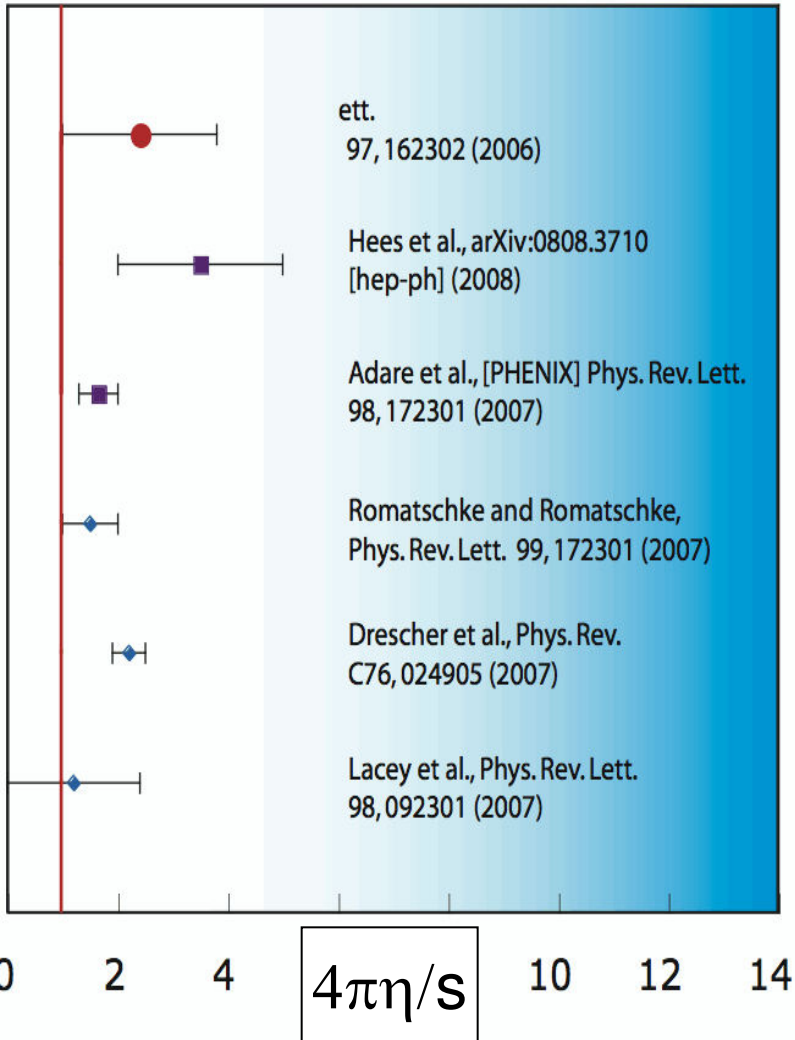 ett.
97, 162302 (2006)
Hees et al., arXiv:0808.3710
[hep-ph] (2008)
Adare et al., [PHENIX] Phys. Rev. Lett.
98, 172301 (2007)
Romatschke and Romatschke,
Phys. Rev. Lett. 99, 172301 (2007)
Drescher et al., Phys. Rev.
C76, 024905 (2007)
Lacey et al., Phys. Rev. Lett.
98, 092301 (2007)
0 2 4 4πη/s 10 12 14